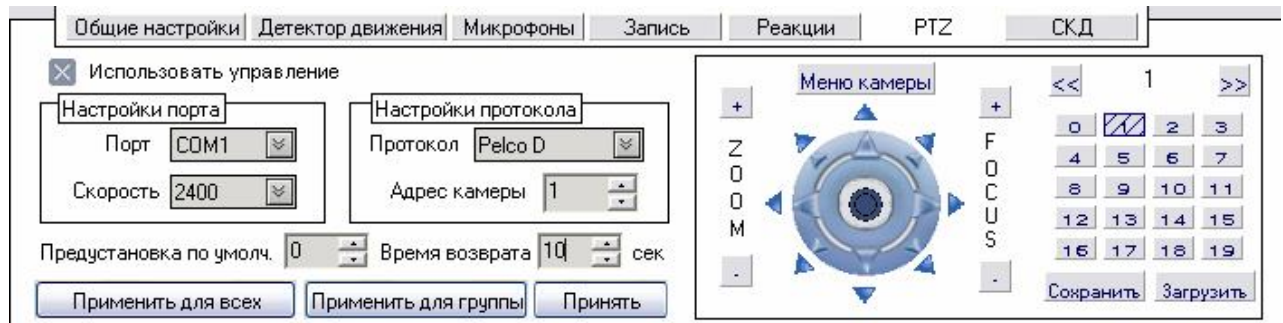 Общие настройки Детектор движения Микрофоны Запись Реакции PTZ СКД
Использовать управление
Настройки порта
Порт COM1
Скорость 2400
Настройки протокола
Протокол Pelco D
Адрес камеры 1
Предустановка по умолч. 0 Время возврата 10 сек
Применить для всех Применить для группы Принять
Меню камеры
+
ZOOM
-
+
FOCUS
-
<< 1 >>
0 1 2 3
4 5 6 7
8 9 10 11
12 13 14 15
16 17 18 19
Сохранить Загрузить